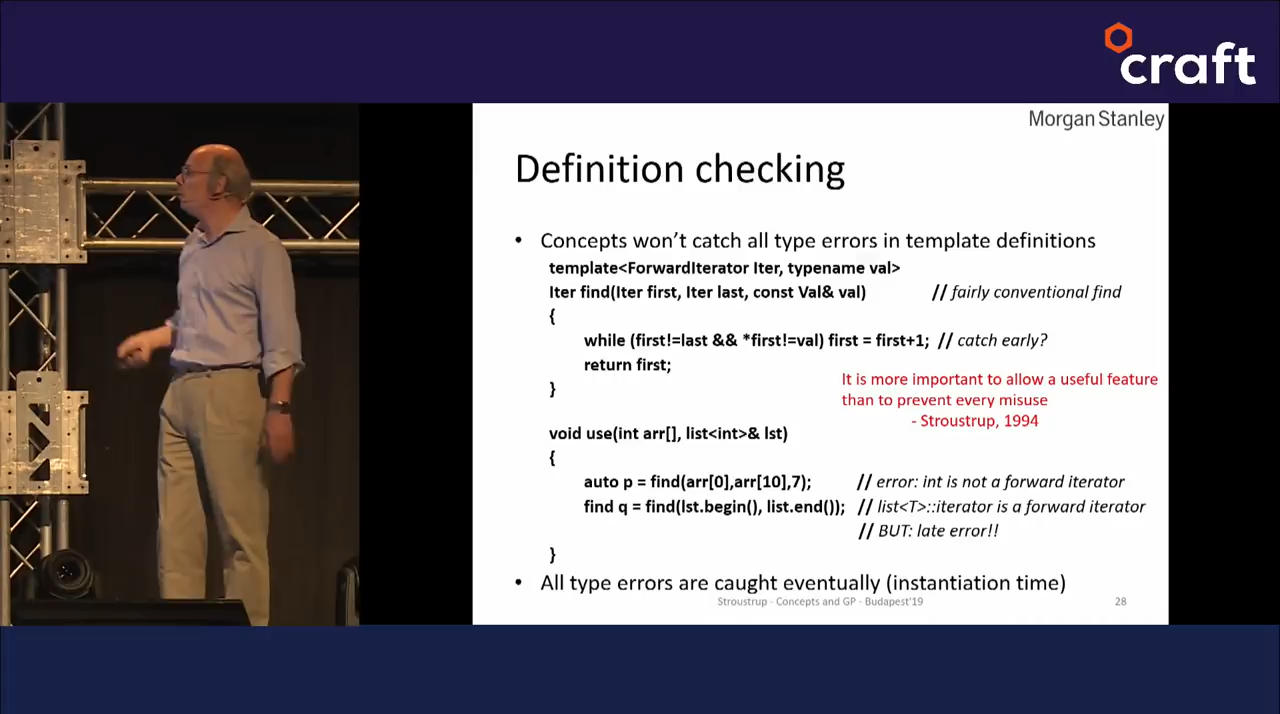 craft
Morgan Stanley
Definition checking
• Concepts won't catch all type errors in template definitions
template<ForwardIterator Iter, typename val>
Iter find(Iter first, Iter last, const Val& val) // fairly conventional find
{
while (first!=last && *first!=val) first = first+1; // catch early?
return first;
}
It is more important to allow a useful feature
than to prevent every misuse
- Stroustrup, 1994
void use(int arr[], list<int>& lst)
{
auto p = find(arr[0],arr[10],7); // error: int is not a forward iterator
find q = find(lst.begin(), list.end()); // list<T>::iterator is a forward iterator
// BUT: late error!!
}
• All type errors are caught eventually (instantiation time)
Stroustrup - Concepts and GP - Budapest'19
28